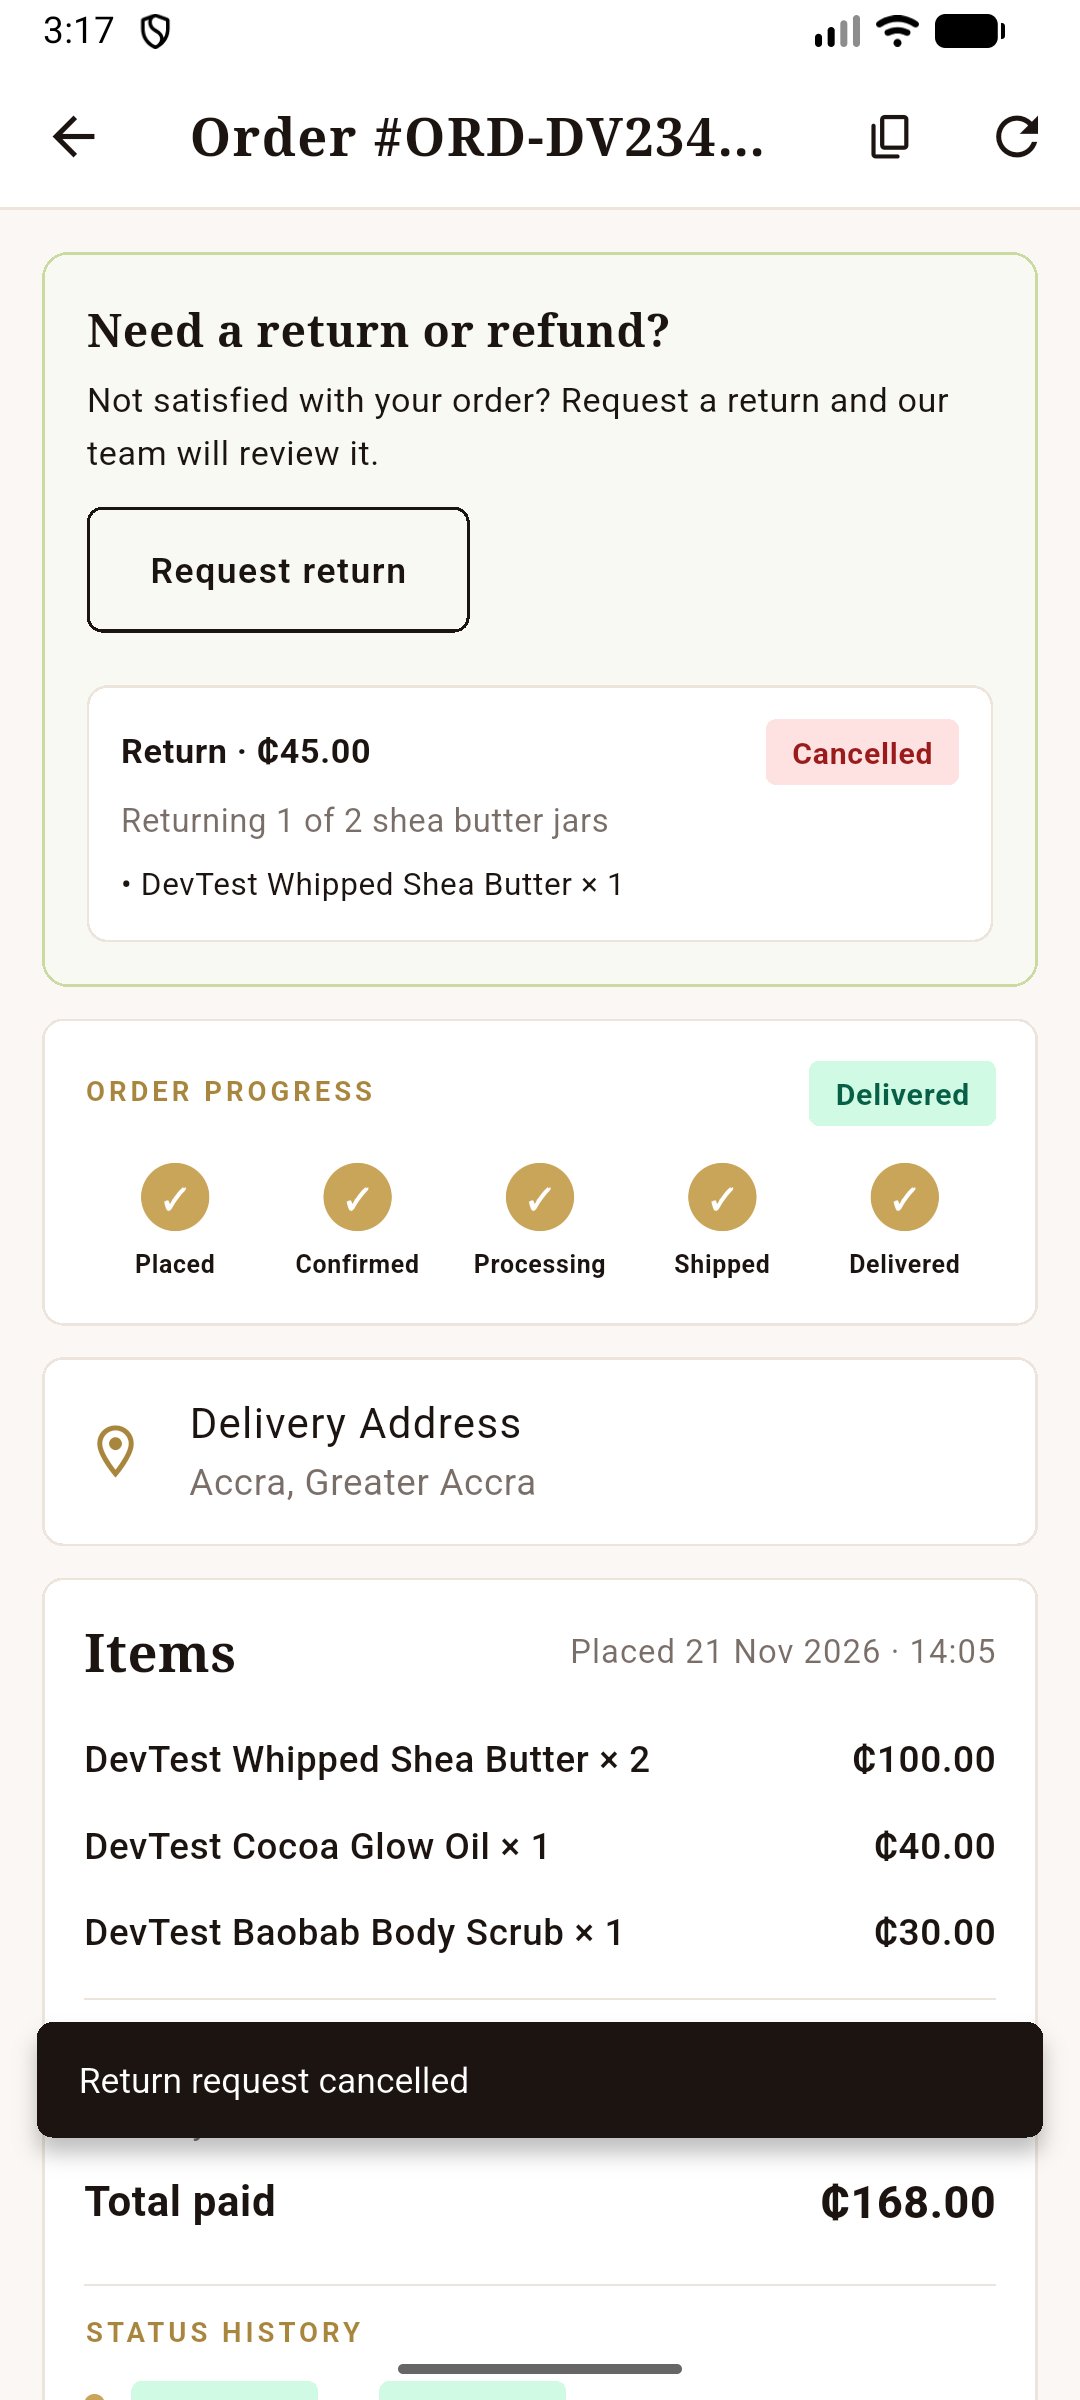 3:17
Order #ORD-DV234...
Need a return or refund?
Not satisfied with your order? Request a return and our
team will review it.
Request return
Return · ₵45.00
Cancelled
Returning 1 of 2 shea butter jars
• DevTest Whipped Shea Butter × 1
ORDER PROGRESS
Delivered
Placed
Confirmed
Processing
Shipped
Delivered
Delivery Address
Accra, Greater Accra
Items
Placed 21 Nov 2026 · 14:05
DevTest Whipped Shea Butter × 2
₵100.00
DevTest Cocoa Glow Oil × 1
₵40.00
DevTest Baobab Body Scrub × 1
₵30.00
Return request cancelled
Total paid
₵168.00
STATUS HISTORY